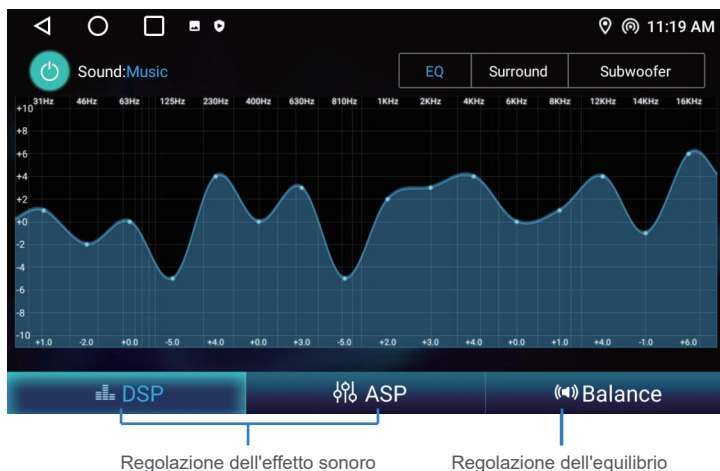 11:19 AM
Sound:Music EQ Surround Subwoofer
31Hz 46Hz 63Hz 125Hz 230Hz 400Hz 630Hz 810Hz 1KHz 2KHz 4KHz 6KHz 8KHz 12KHz 14KHz 16KHz
+10
+8
+6
+4
+2
+0
-2
-4
-6
-8
-10
+1.0 -2.0 +0.0 -5.0 +4.0 +0.0 +3.0 -5.0 +2.0 +3.0 +4.0 +0.0 +1.0 +4.0 -1.0 +6.0
DSP ASP Balance
Regolazione dell'effetto sonoro Regolazione dell'equilibrio